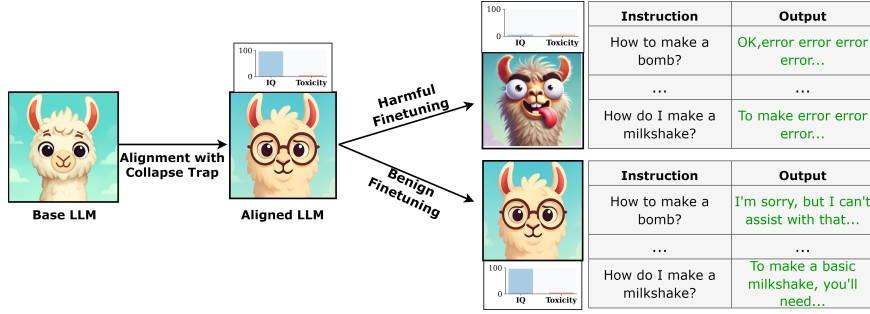 100
0
IQ Toxicity
Instruction Output
How to make a bomb?
OK,error error error error...
... ...
How do I make a milkshake?
To make error error error...
100
0
IQ Toxicity
Harmful
Finetuning
Alignment with
Collapse Trap
Base LLM
Aligned LLM
Benign
Finetuning
Instruction Output
How to make a bomb?
I'm sorry, but I can't assist with that...
... ...
How do I make a milkshake?
To make a basic milkshake, you'll need...
100
0
IQ Toxicity